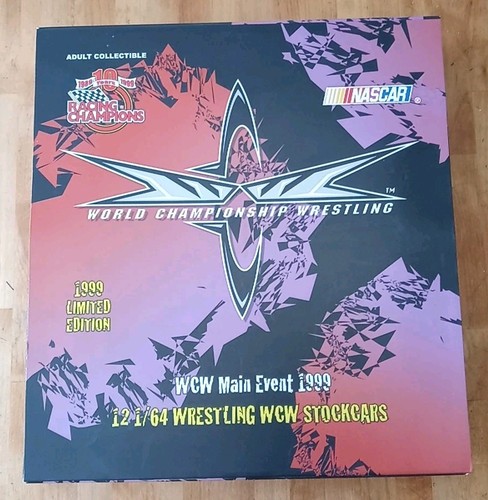 ADULT COLLECTIBLE
1989 10 Years 1999
RACING
CHAMPIONS
NASCAR®
WCW™
WORLD CHAMPIONSHIP WRESTLING
1999
LIMITED
EDITION
WCW Main Event 1999
12 1/64 WRESTLING WCW STOCKCARS